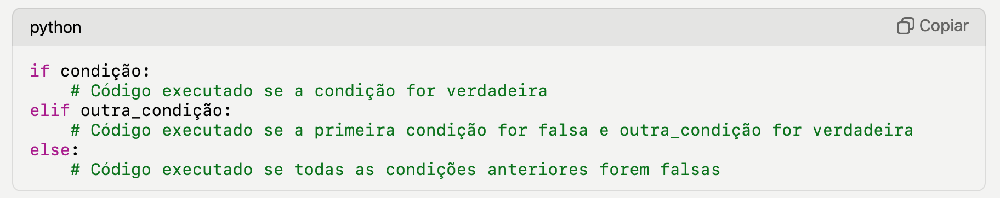 python
Copiar
if condição:
    # Código executado se a condição for verdadeira
elif outra_condição:
    # Código executado se a primeira condição for falsa e outra_condição for verdadeira
else:
    # Código executado se todas as condições anteriores forem falsas